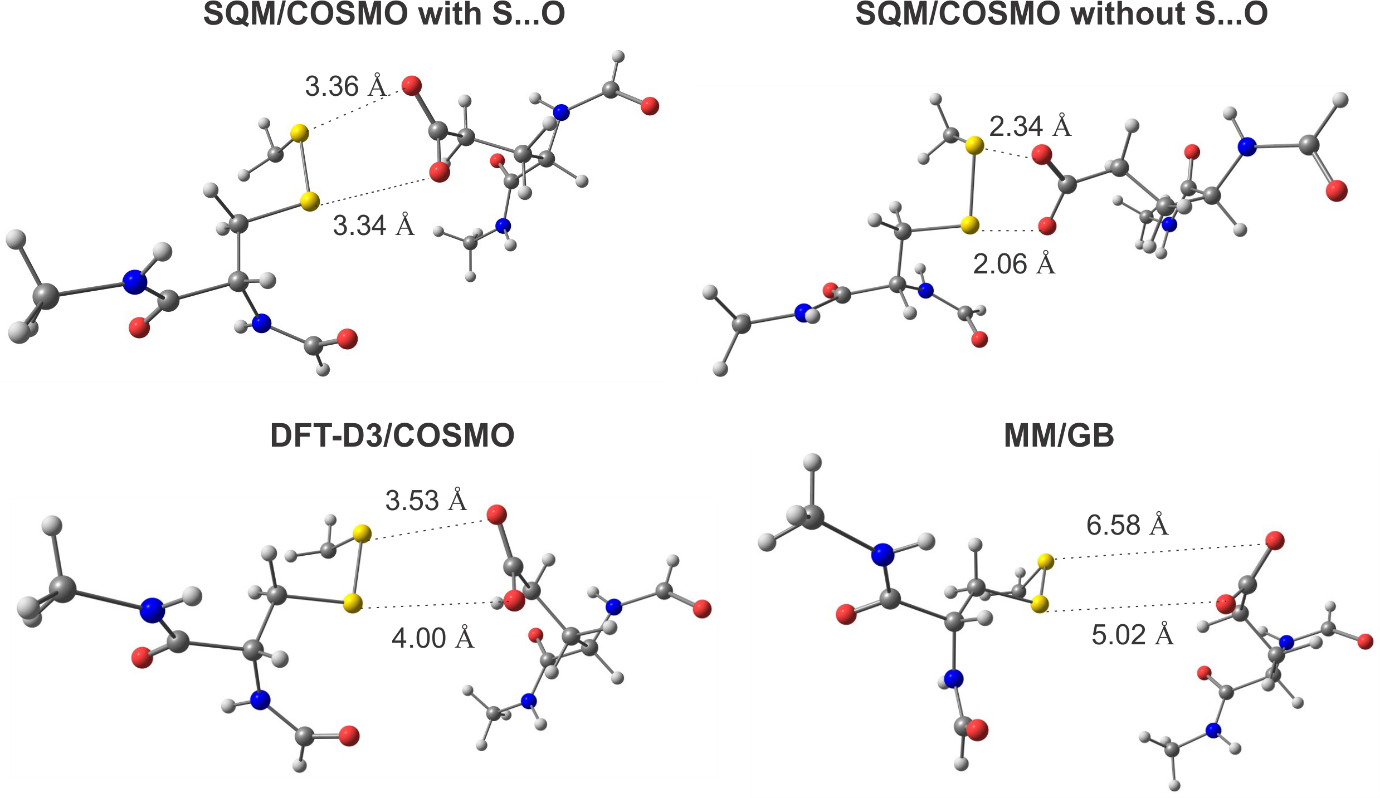 SQM/COSMO with S...O
SQM/COSMO without S...O
3.36 Å
3.34 Å
2.34 Å
2.06 Å
DFT-D3/COSMO
MM/GB
3.53 Å
4.00 Å
6.58 Å
5.02 Å